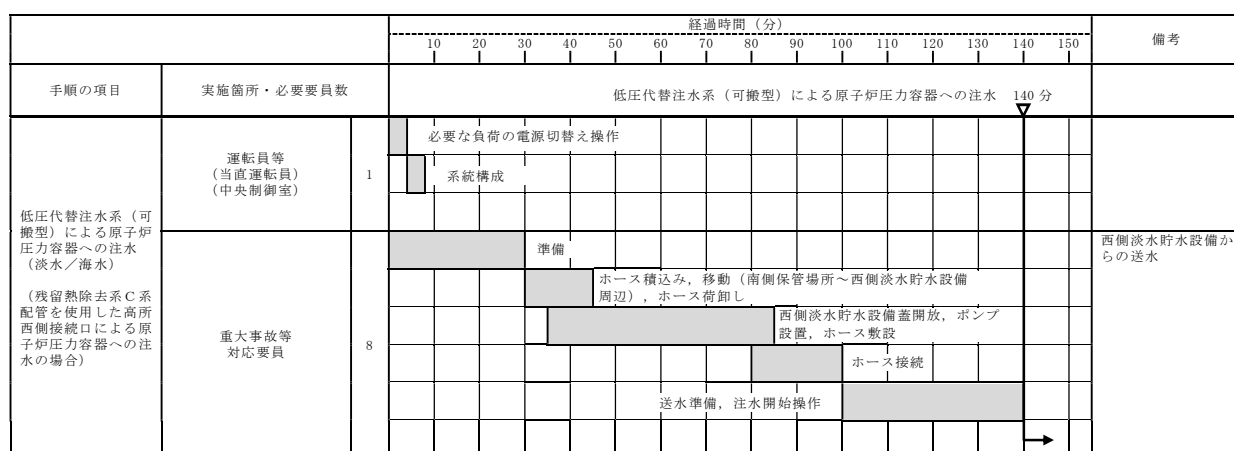 経過時間（分）
10 20 30 40 50 60 70 80 90 100 110 120 130 140 150
備考
手順の項目
実施箇所・必要要員数
低圧代替注水系（可搬型）による原子炉圧力容器への注水 140 分
低圧代替注水系（可
搬型）による原子炉
圧力容器への注水
（淡水／海水）
（残留熱除去系Ｃ系
配管を使用した高所
西側接続口による原
子炉圧力容器への注
水の場合）
運転員等
（当直運転員）
（中央制御室）
1
必要な負荷の電源切替え操作
系統構成
重大事故等
対応要員
8
準備
ホース積込み，移動（南側保管場所～西側淡水貯水設備
周辺），ホース荷卸し
西側淡水貯水設備蓋開放，ポンプ
設置，ホース敷設
ホース接続
送水準備，注水開始操作
西側淡水貯水設備か
らの送水